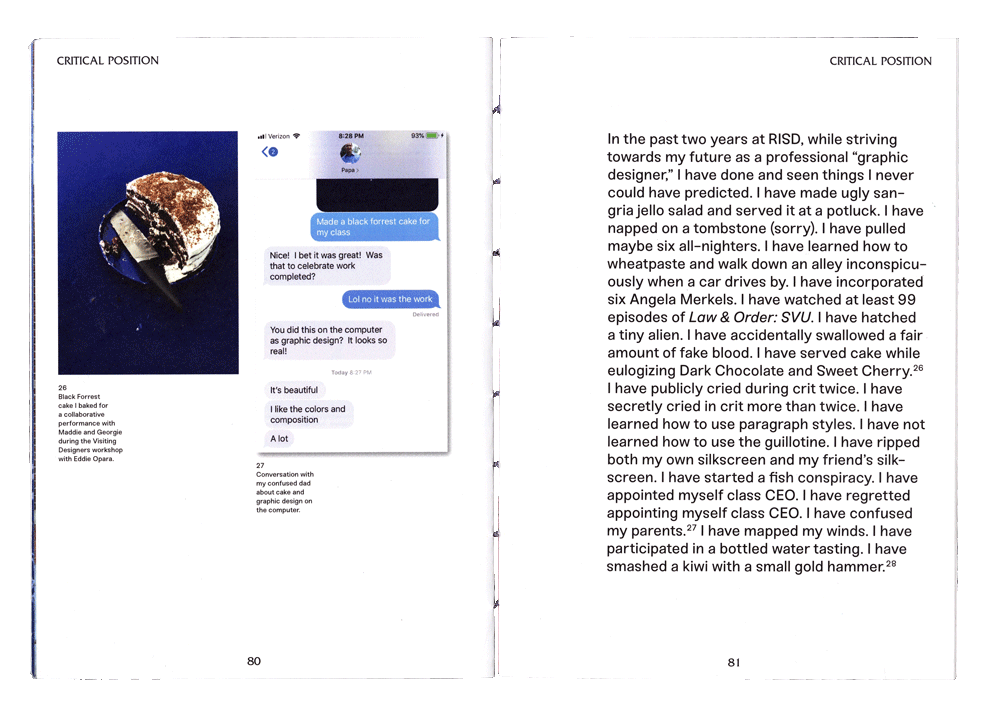 CRITICAL POSITION
Verizon
8:28 PM
93%
2
Papa
Made a black forrest cake for
my class
Nice! I bet it was great! Was
that to celebrate work
completed?
Lol no it was the work
Delivered
You did this on the computer
as graphic design? It looks so
real!
Today 8:27 PM
It's beautiful
I like the colors and
composition
A lot
26
Black Forrest
cake I baked for
a collaborative
performance with
Maddie and Georgie
during the Visiting
Designers workshop
with Eddie Opara.
27
Conversation with
my confused dad
about cake and
graphic design on
the computer.
80
CRITICAL POSITION
In the past two years at RISD, while striving
towards my future as a professional “graphic
designer,” I have done and seen things I never
could have predicted. I have made ugly san–
gria jello salad and served it at a potluck. I have
napped on a tombstone (sorry). I have pulled
maybe six all–nighters. I have learned how to
wheatpaste and walk down an alley inconspicu–
ously when a car drives by. I have incorporated
six Angela Merkels. I have watched at least 99
episodes of Law & Order: SVU. I have hatched
a tiny alien. I have accidentally swallowed a fair
amount of fake blood. I have served cake while
eulogizing Dark Chocolate and Sweet Cherry.26
I have publicly cried during crit twice. I have
secretly cried in crit more than twice. I have
learned how to use paragraph styles. I have not
learned how to use the guillotine. I have ripped
both my own silkscreen and my friend's silk–
screen. I have started a fish conspiracy. I have
appointed myself class CEO. I have regretted
appointing myself class CEO. I have confused
my parents.27 I have mapped my winds. I have
participated in a bottled water tasting. I have
smashed a kiwi with a small gold hammer.28
81